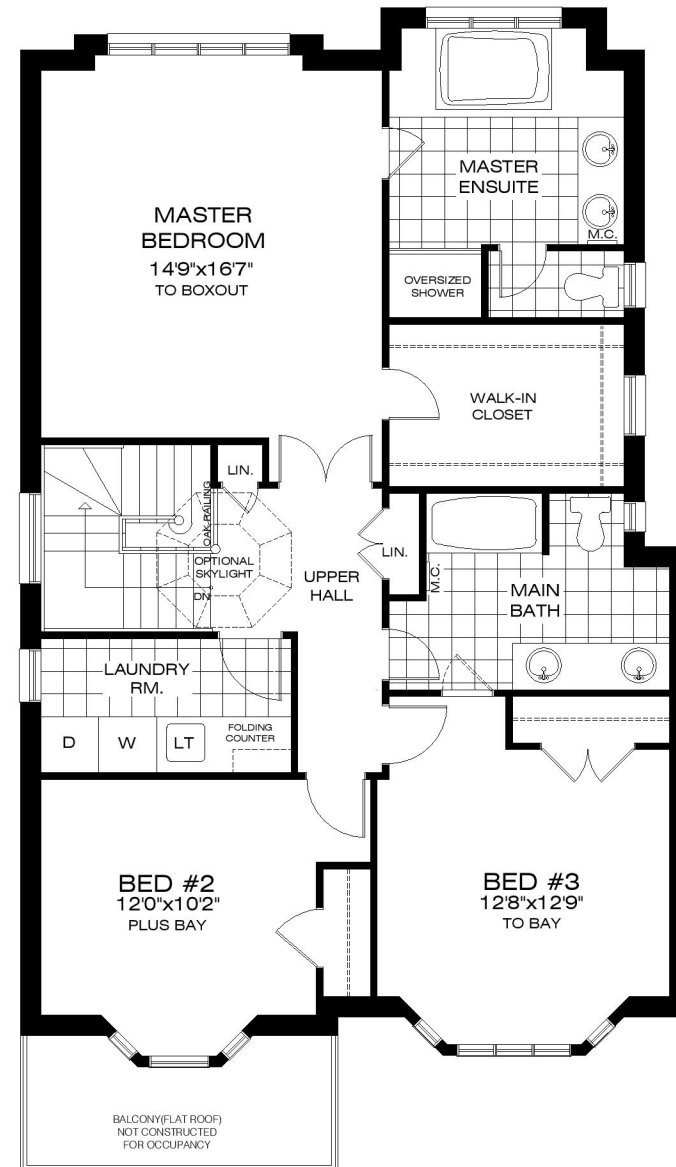 MASTER
BEDROOM
14'9"x16'7"
TO BOXOUT
MASTER
ENSUITE
M.C.
OVERSIZED
SHOWER
WALK-IN
CLOSET
LIN.
OAK RAILING
OPTIONAL
SKYLIGHT
DN
UPPER
HALL
LIN.
M.C.
MAIN
BATH
LAUNDRY
RM.
D
W
LT
FOLDING
COUNTER
BED #2
12'0"x10'2"
PLUS BAY
BED #3
12'8"x12'9"
TO BAY
BALCONY(FLAT ROOF)
NOT CONSTRUCTED
FOR OCCUPANCY